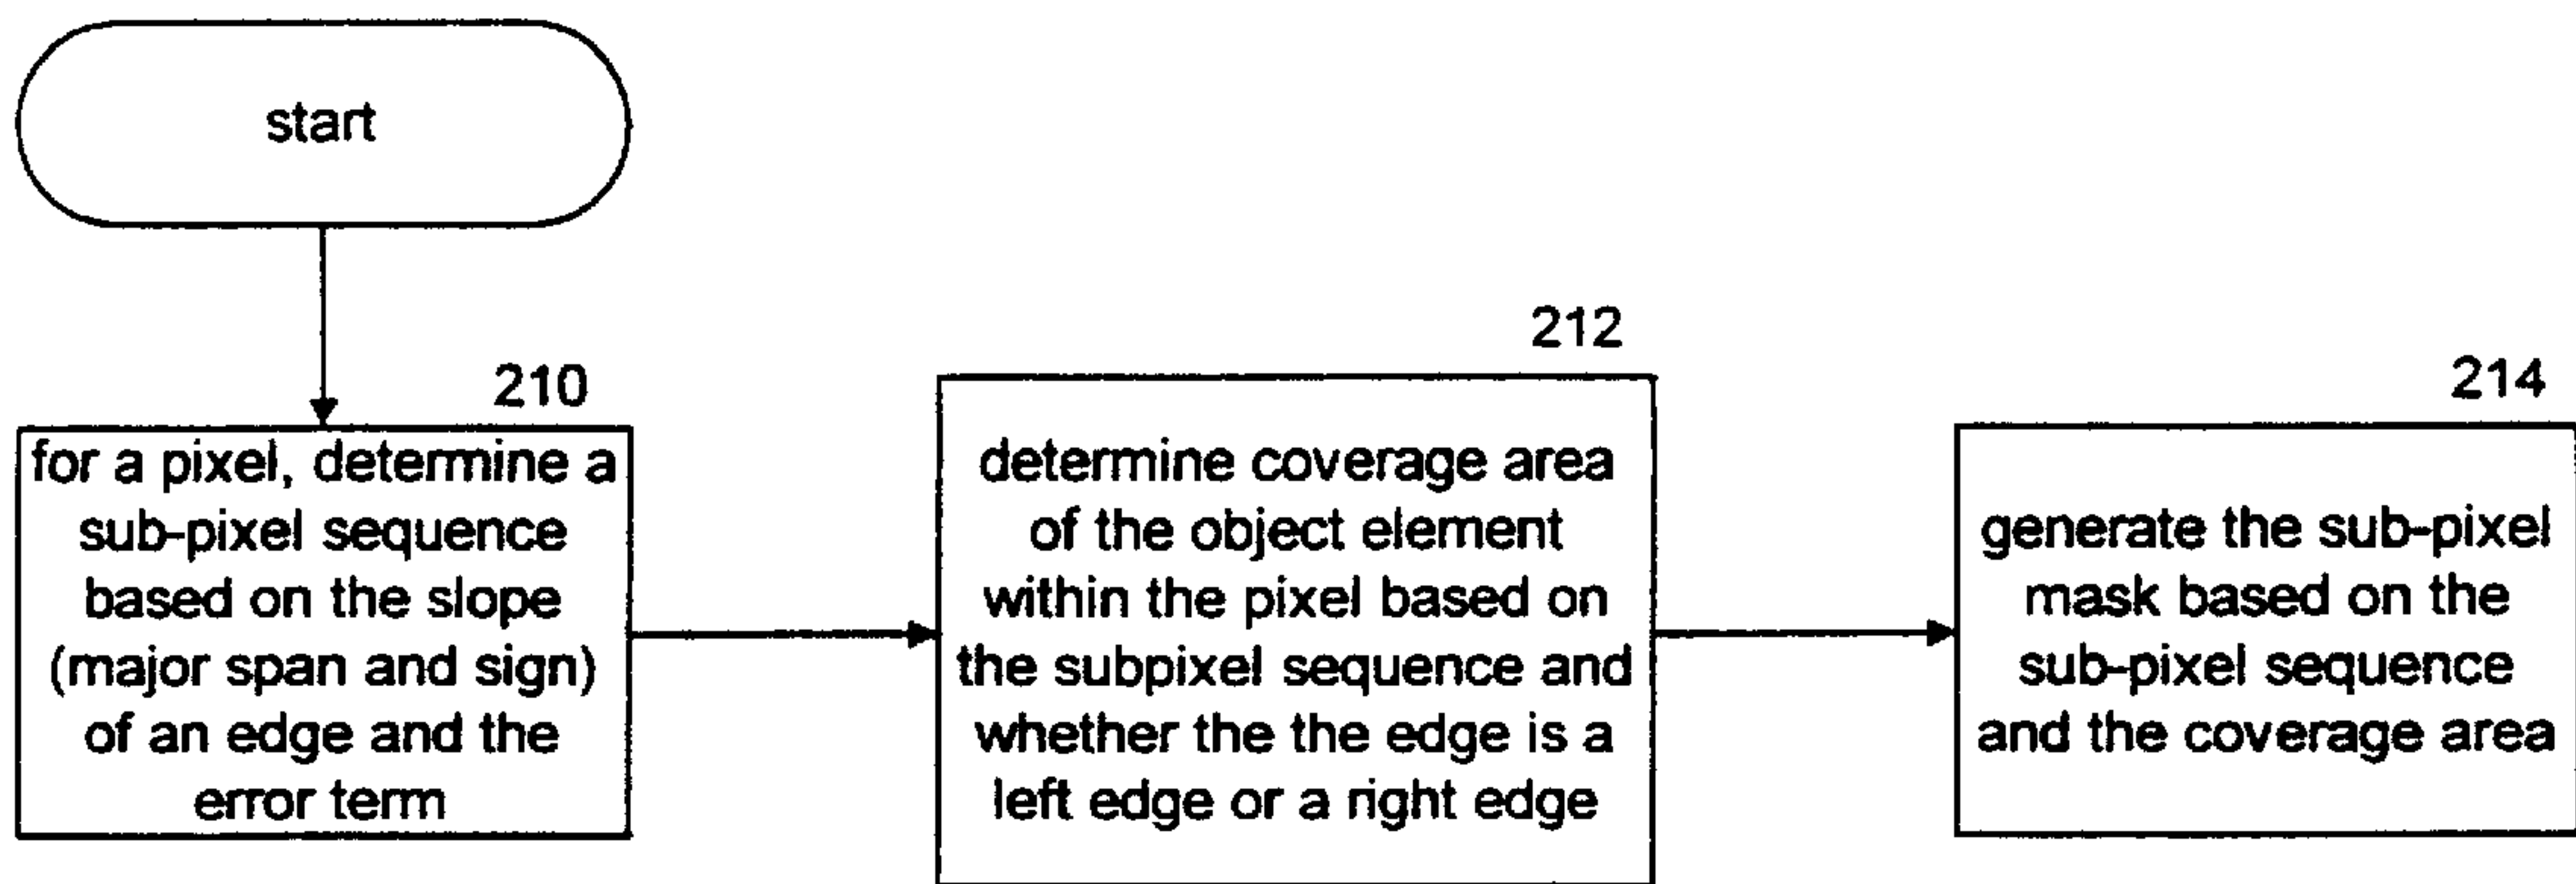 start
210
for a pixel, determine a
sub-pixel sequence
based on the slope
(major span and sign)
of an edge and the
error term
212
determine coverage area
of the object element
within the pixel based on
the subpixel sequence and
whether the the edge is a
left edge or a right edge
214
generate the sub-pixel
mask based on the
sub-pixel sequence
and the coverage area